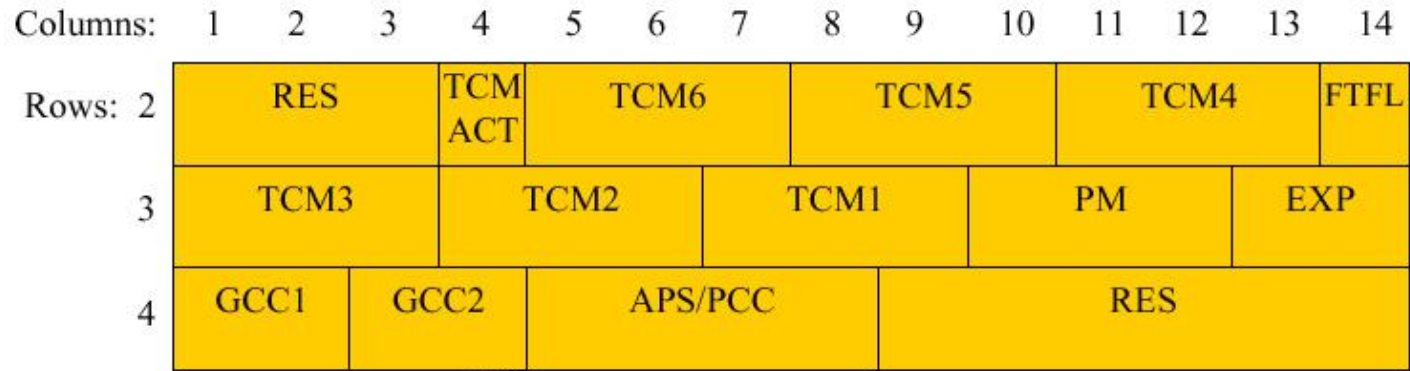 Columns: 1 2 3 4 5 6 7 8 9 10 11 12 13 14
Rows: 2 RES TCM ACT TCM6 TCM5 TCM4 FTFL
3 TCM3 TCM2 TCM1 PM EXP
4 GCC1 GCC2 APS/PCC RES